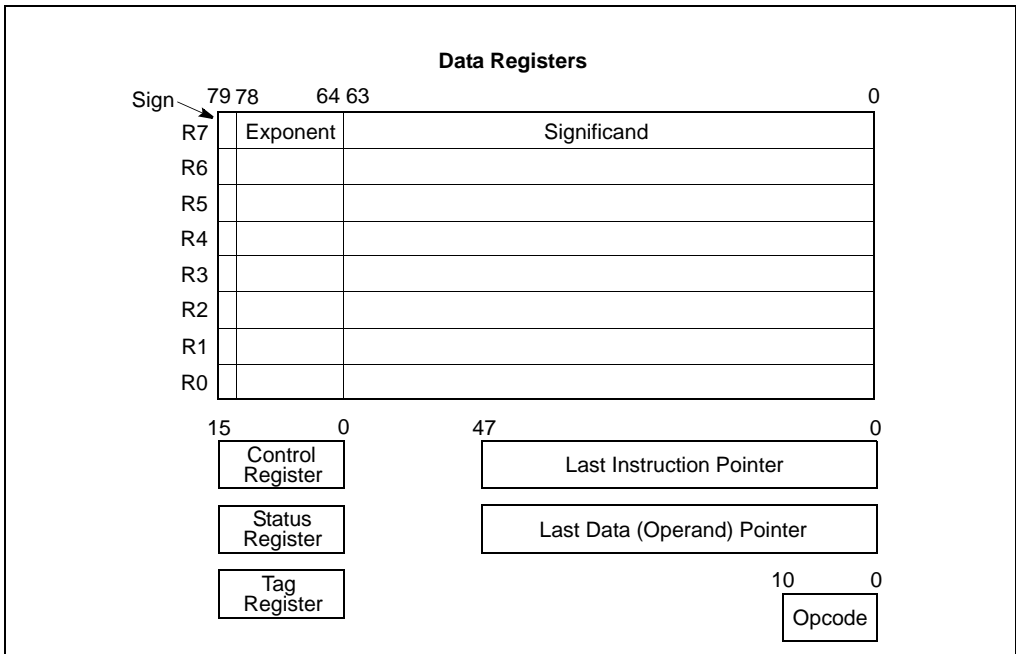 Data Registers
Sign 79 78 64 63 0
R7 Exponent Significand
R6
R5
R4
R3
R2
R1
R0
15 0 47 0
Control
Register
Last Instruction Pointer
Status
Register
Last Data (Operand) Pointer
Tag
Register
10 0
Opcode